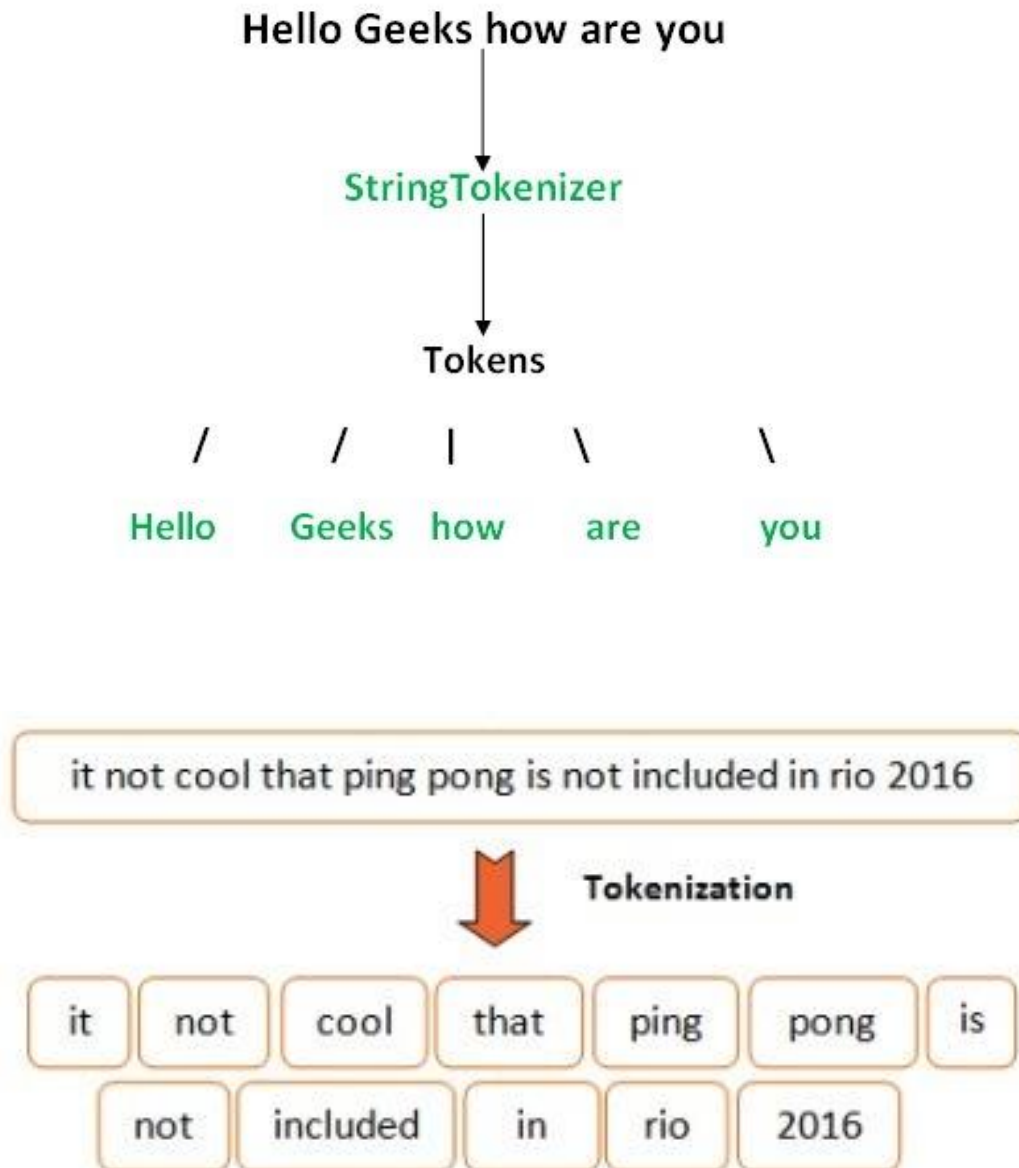 Hello Geeks how are you
StringTokenizer
Tokens
/ / | \ \
Hello Geeks how are you
it not cool that ping pong is not included in rio 2016
Tokenization
it not cool that ping pong is
not included in rio 2016